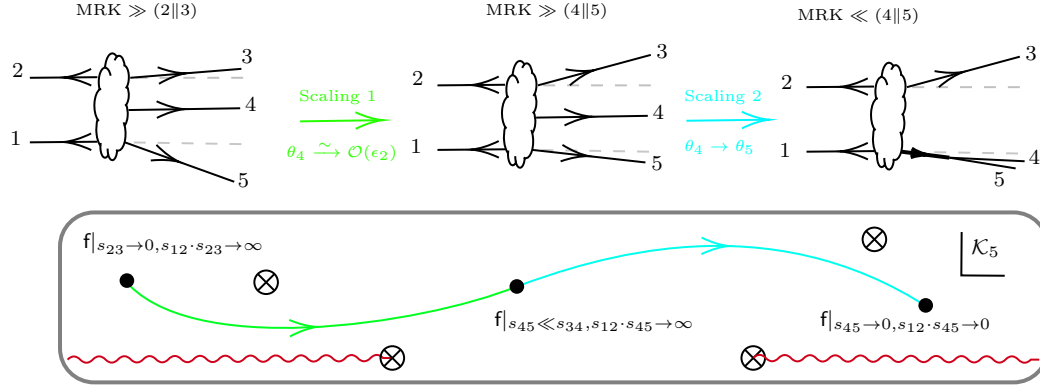 MRK ≫ (2∥3)
MRK ≫ (4∥5)
MRK ≪ (4∥5)
2
3
4
1
5
Scaling 1
θ₄ ⥲ 𝒪(ϵ₂)
2
3
4
1
5
Scaling 2
θ₄ → θ₅
2
3
1
4
5
f|_{s₂₃→0,s₁₂·s₂₃→∞}
𝒦₅
f|_{s₄₅≪s₃₄,s₁₂·s₄₅→∞}
f|_{s₄₅→0,s₁₂·s₄₅→0}